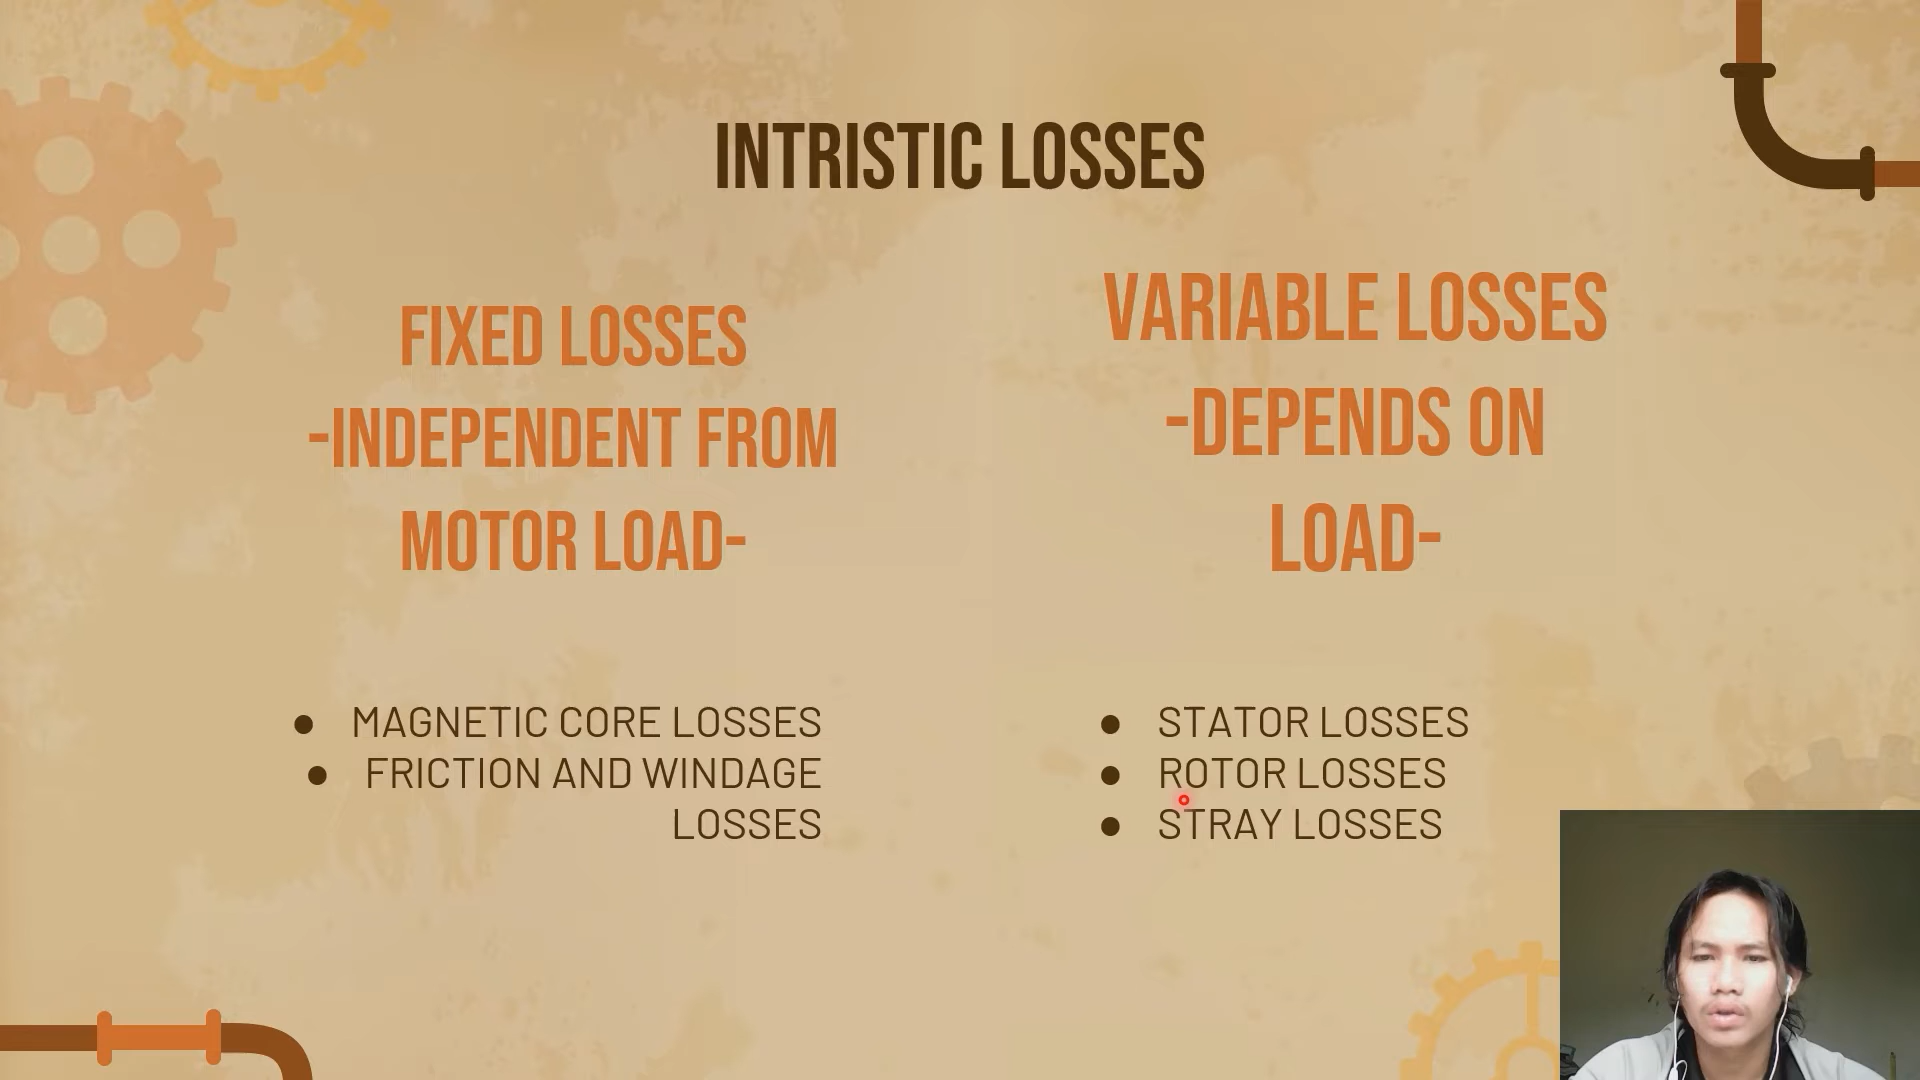 INTRISTIC LOSSES
FIXED LOSSES
-INDEPENDENT FROM
MOTOR LOAD-
● MAGNETIC CORE LOSSES
● FRICTION AND WINDAGE
LOSSES
VARIABLE LOSSES
-DEPENDS ON
LOAD-
● STATOR LOSSES
● ROTOR LOSSES
● STRAY LOSSES